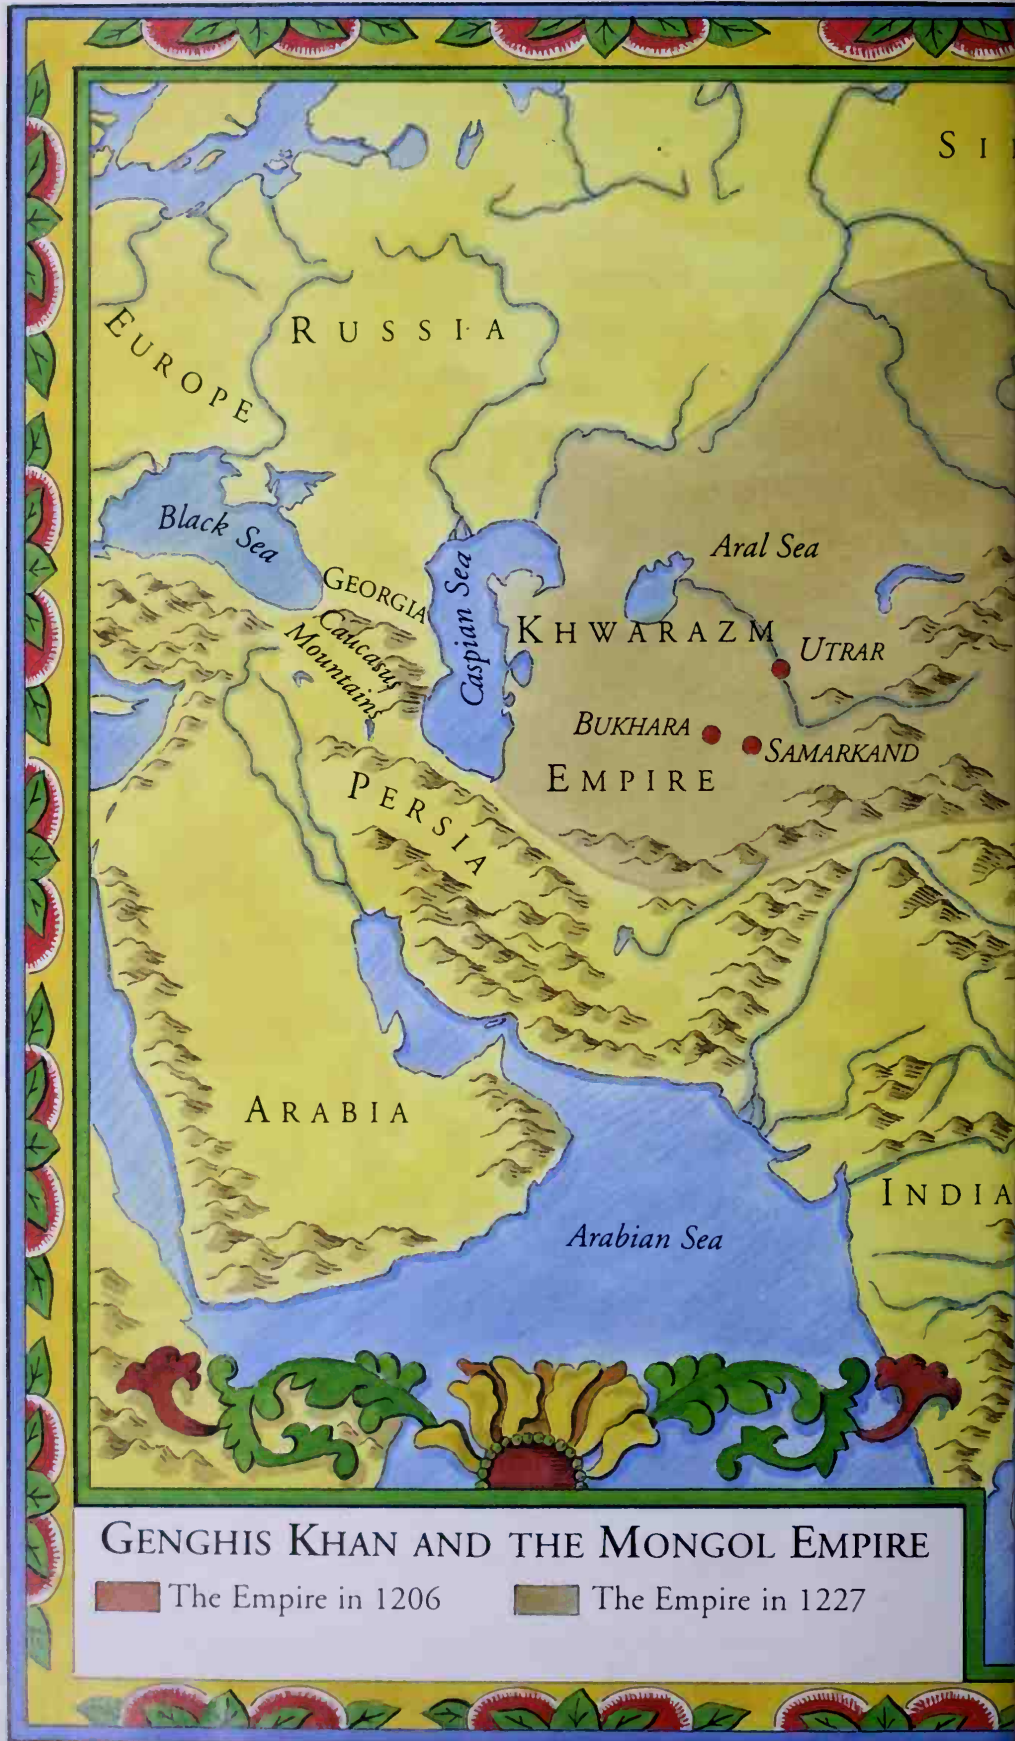 SI
RUSSIA
EUROPE
Black Sea
GEORGIA
Caucasus
Mountains
Caspian Sea
Aral Sea
KHWARAZM
UTRAR
BUKHARA
SAMARKAND
EMPIRE
PERSIA
ARABIA
INDIA
Arabian Sea
GENGHIS KHAN AND THE MONGOL EMPIRE
The Empire in 1206
The Empire in 1227